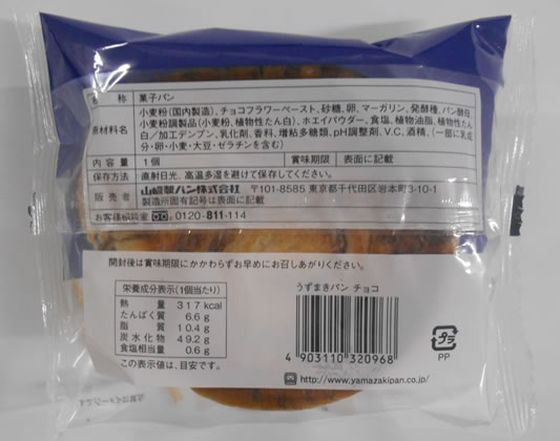 名 称 菓子パン
原材料名 小麦粉(国内製造)、チョコフラワーペースト、砂糖、卵、マーガリン、発酵種、パン酵母、
小麦粉調製品(小麦粉、植物性たん白)、ホエイパウダー、食塩、植物油脂、植物性たん
白/加工デンプン、乳化剤、香料、増粘多糖類、pH調整剤、V.C、酒精、(一部に乳成
分・卵・小麦・大豆・ゼラチンを含む)
内容量 1個 賞味期限 表面に記載
保存方法 直射日光、高温多湿を避けて保存してください。
販売者 山崎製パン株式会社 〒101-8585 東京都千代田区岩本町3-10-1
製造所固有記号は表面に記載
お客様相談室 0120-811-114
開封後は賞味期限にかかわらずお早めにお召しあがりください。
栄養成分表示(1個当たり)
熱量 317kcal
たんぱく質 6.6g
脂質 10.4g
炭水化物 49.2g
食塩相当量 0.6g
この表示値は、目安です。
うずまきパン チョコ
4 903110 320968
http://www.yamazakipan.co.jp/
プラ
PP
写真はイメージです